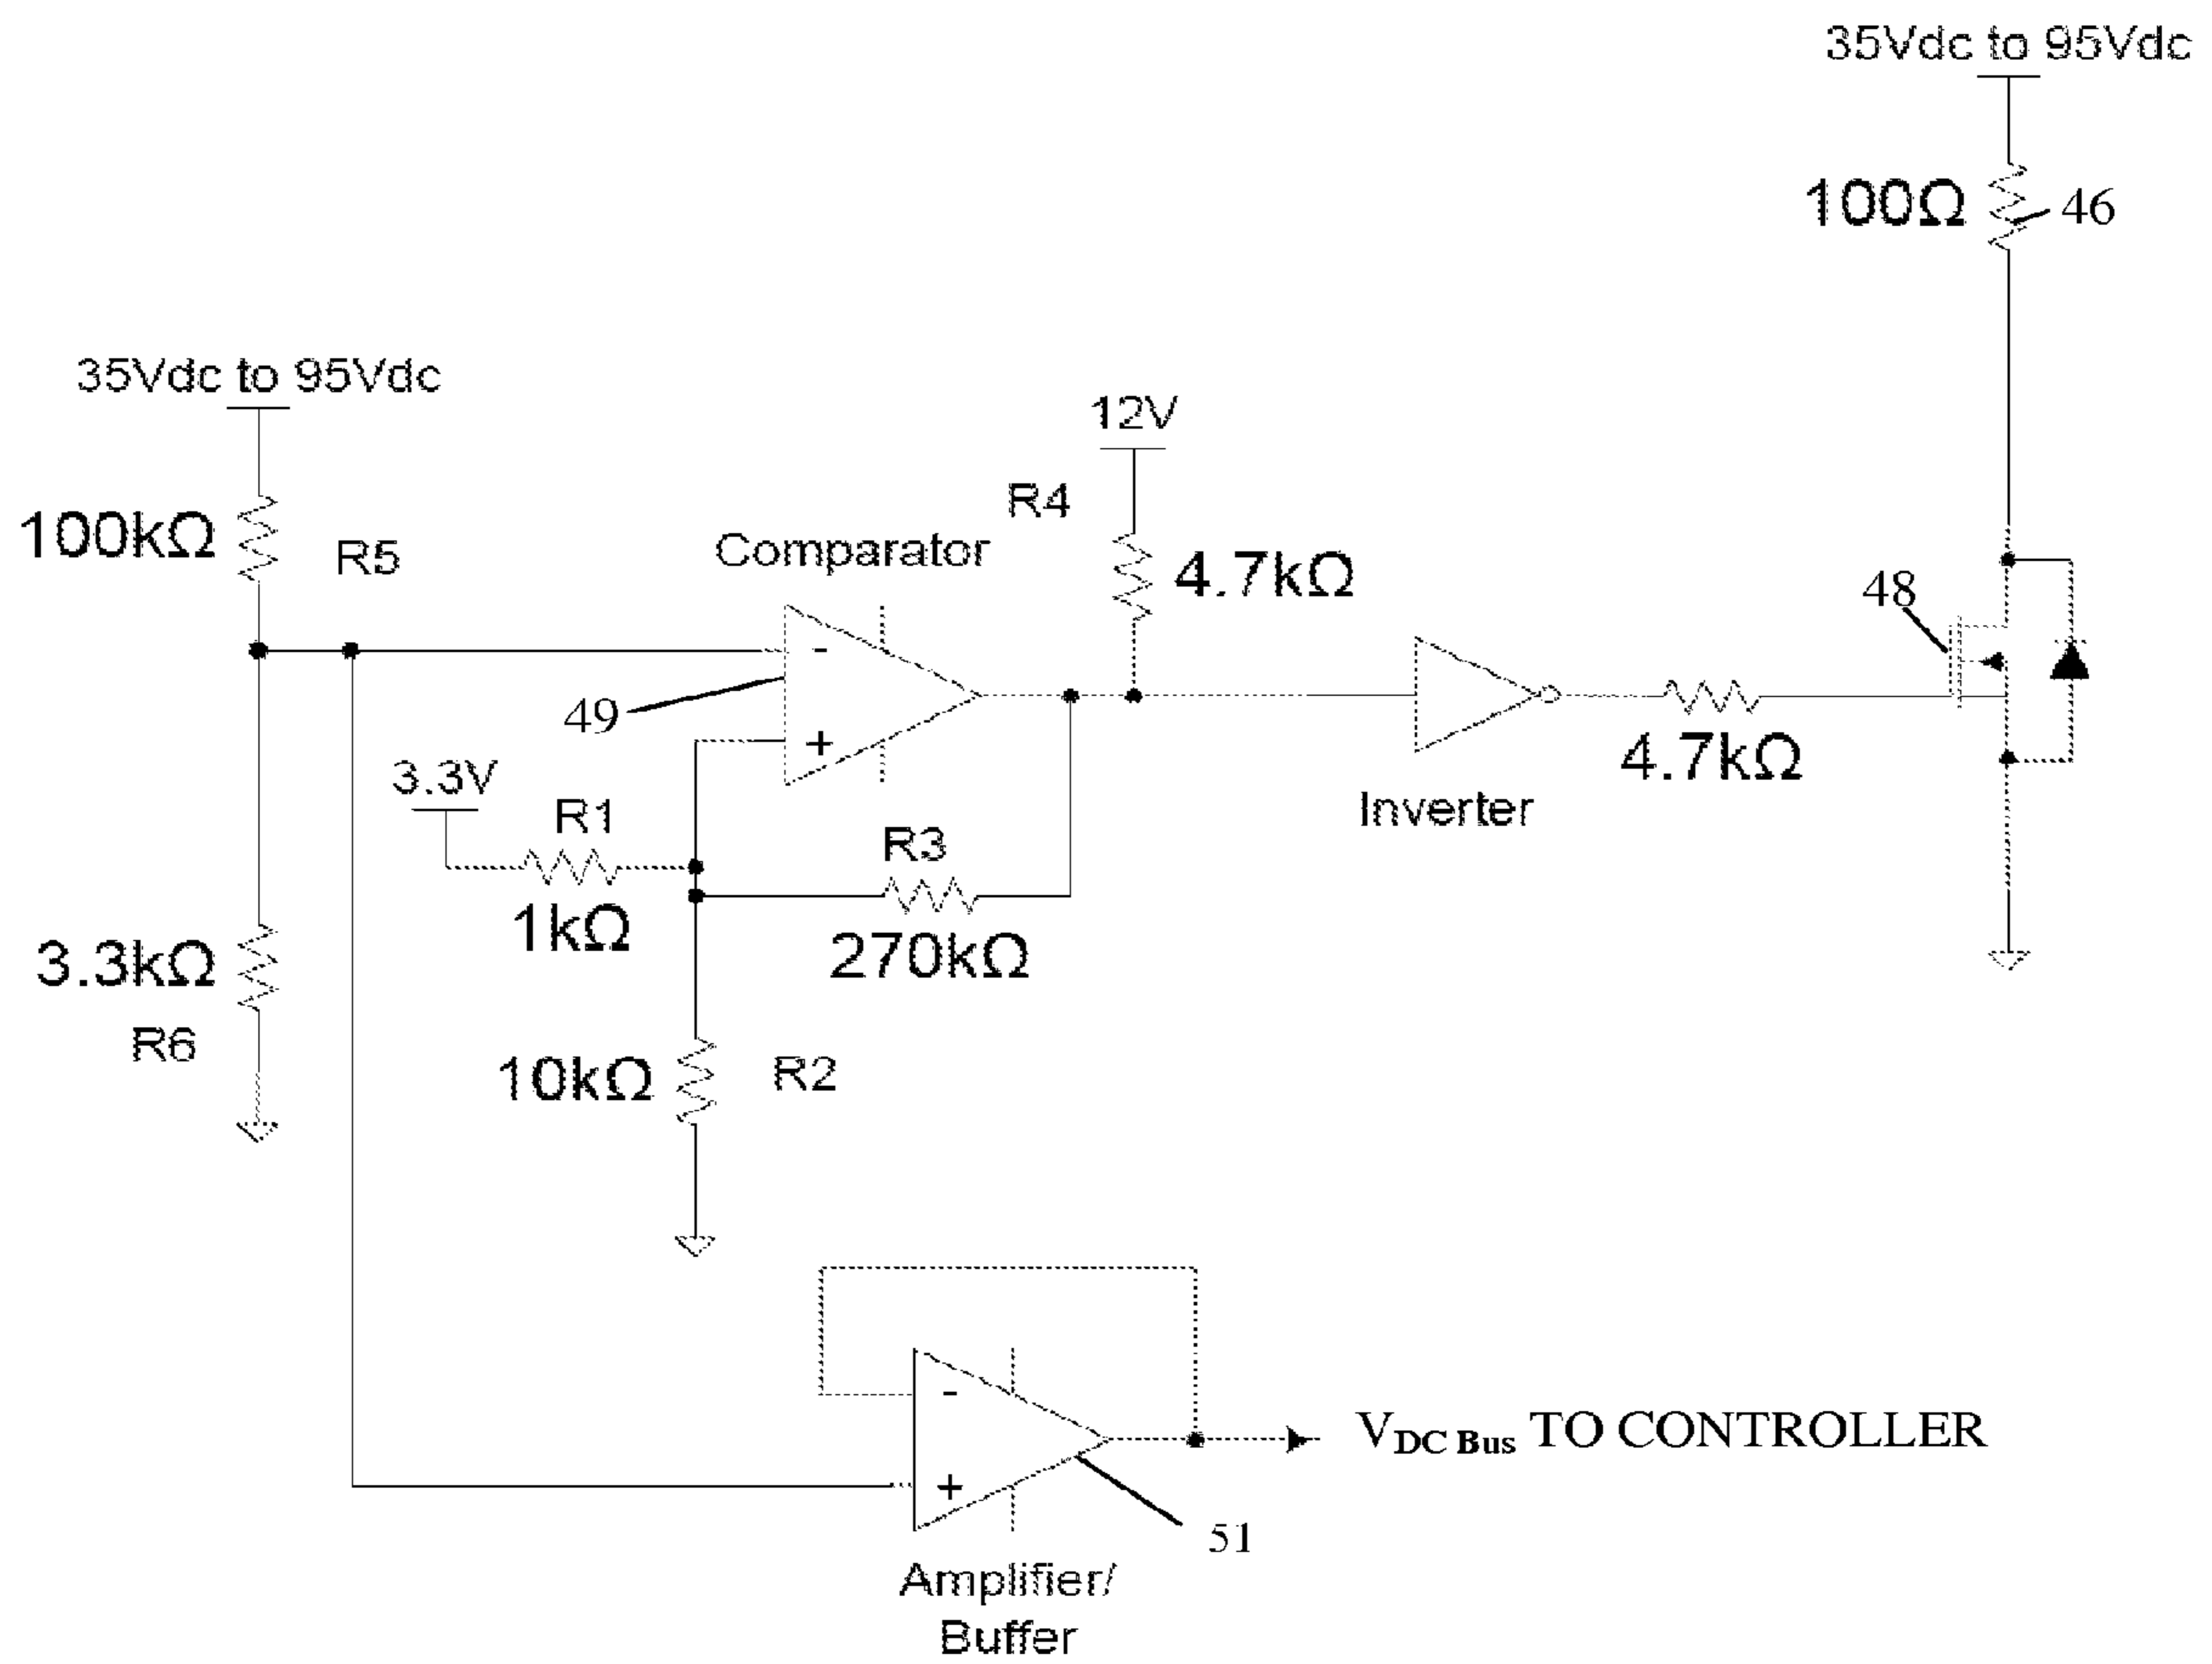 35Vdc to 95Vdc
100Ω
46
35Vdc to 95Vdc
12V
R4
100kΩ
R5
Comparator
4.7kΩ
48
-
49
+
3.3V
4.7kΩ
R1
Inverter
R3
1kΩ
270kΩ
3.3kΩ
R6
10kΩ
R2
-
VDC Bus TO CONTROLLER
+
51
Amplifier/
Buffer